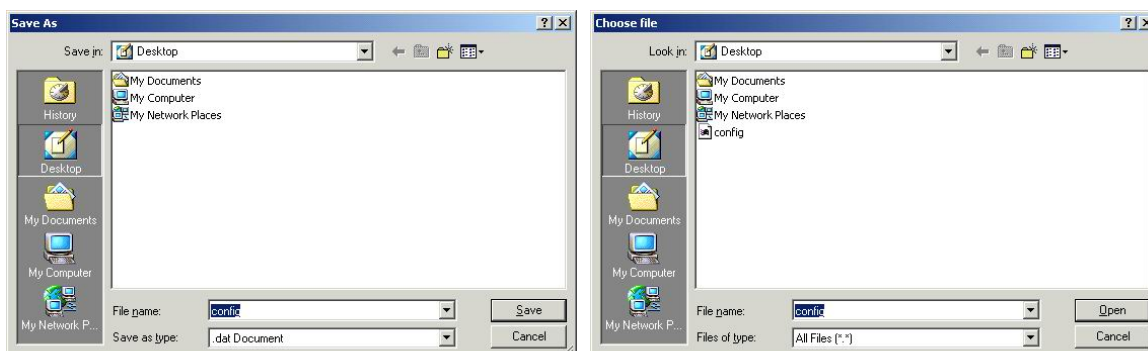 Save As
Save in:
Desktop
History
Desktop
My Documents
My Computer
My Network P...
My Documents
My Computer
My Network Places
File name:
config
Save
Save as type:
.dat Document
Cancel
Choose file
Look in:
Desktop
History
Desktop
My Documents
My Computer
My Network P...
My Documents
My Computer
My Network Places
config
File name:
config
Open
Files of type:
All Files (*.*)
Cancel